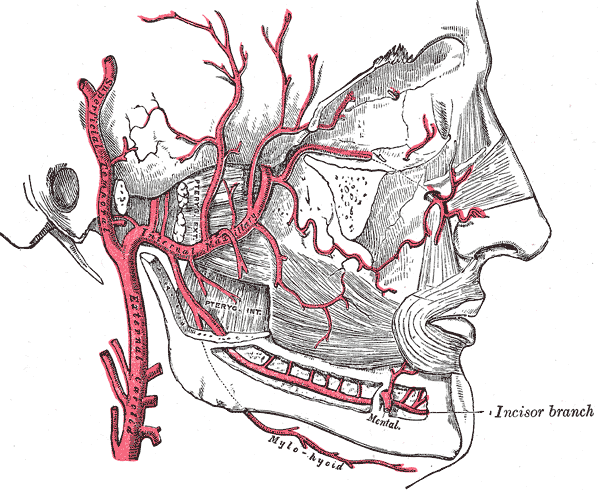 Superficial Temporal
Internal Maxillary
PTERYG. INT.
External Carotid
Incisor branch
Mental.
Mylo-hyoid